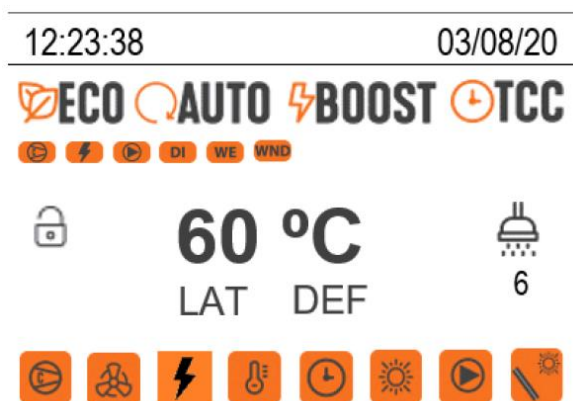 12:23:38 03/08/20
ECO AUTO BOOST TCC
DI WE WND
60 ºC
LAT DEF
6